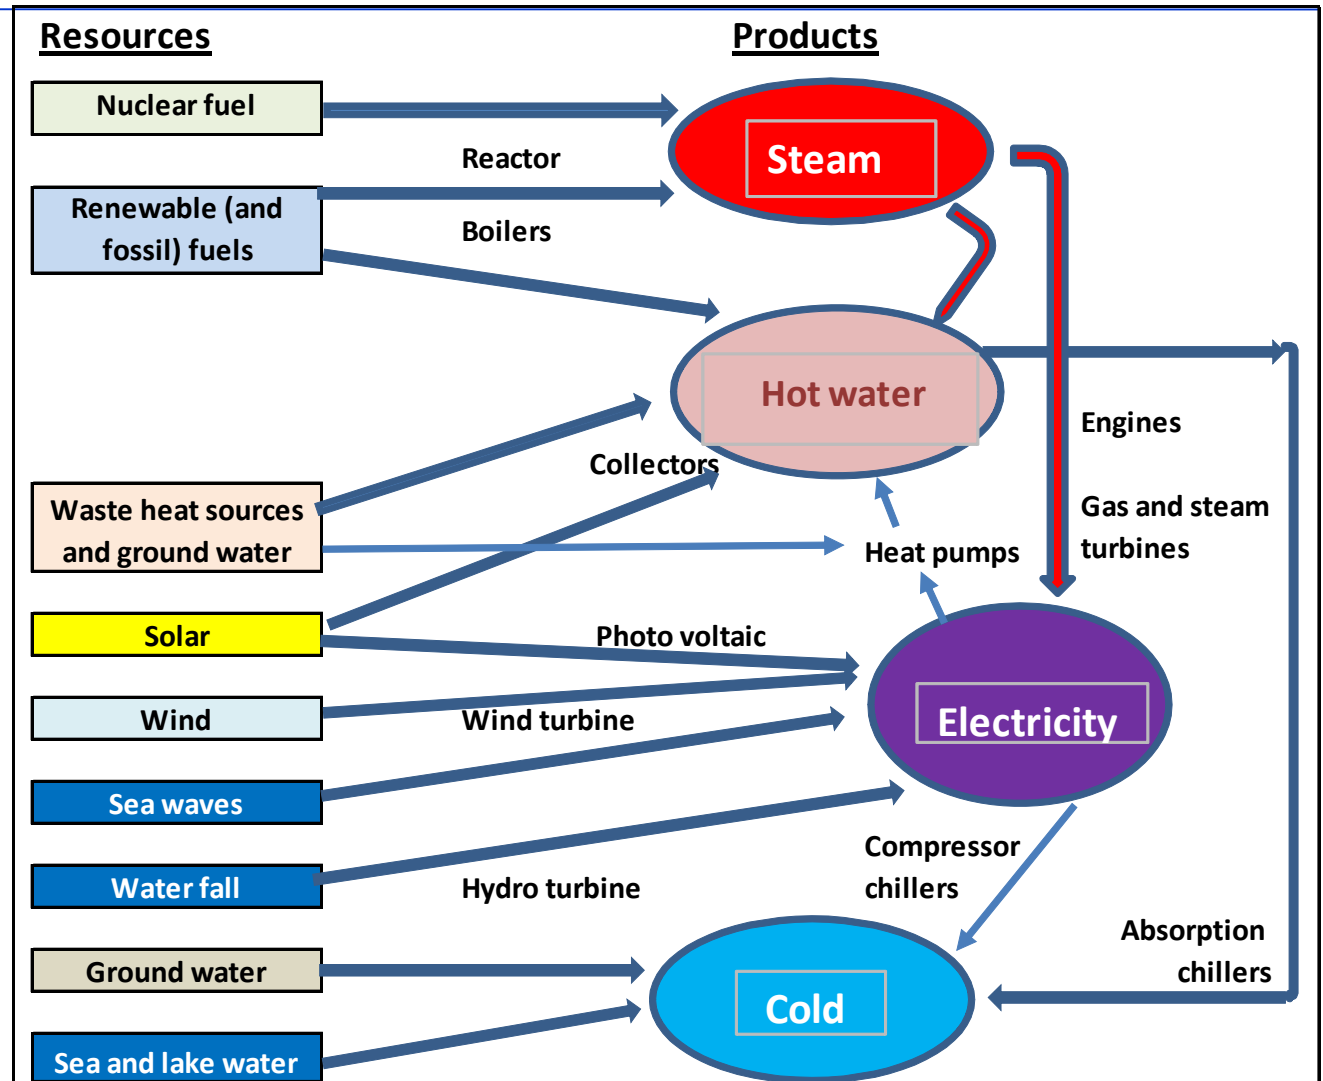 Resources
Products
Nuclear fuel
Steam
Reactor
Renewable (and
fossil) fuels
Boilers
Hot water
Engines
Collectors
Waste heat sources
and ground water
Gas and steam
turbines
Heat pumps
Solar
Photo voltaic
Wind
Wind turbine
Electricity
Sea waves
Compressor
chillers
Water fall
Hydro turbine
Absorption
chillers
Ground water
Cold
Sea and lake water